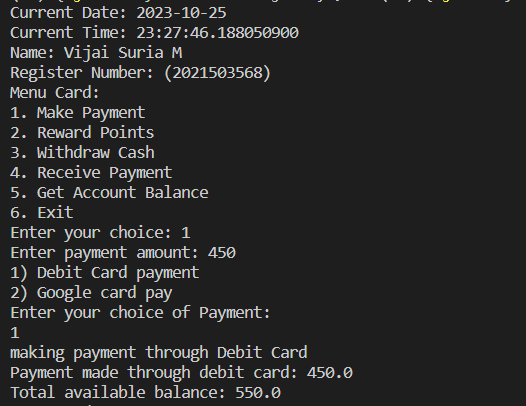 Current Date: 2023-10-25
Current Time: 23:27:46.188050900
Name: Vijai Suria M
Register Number: (2021503568)
Menu Card:
1. Make Payment
2. Reward Points
3. Withdraw Cash
4. Receive Payment
5. Get Account Balance
6. Exit
Enter your choice: 1
Enter payment amount: 450
1) Debit Card payment
2) Google card pay
Enter your choice of Payment:
1
making payment through Debit Card
Payment made through debit card: 450.0
Total available balance: 550.0